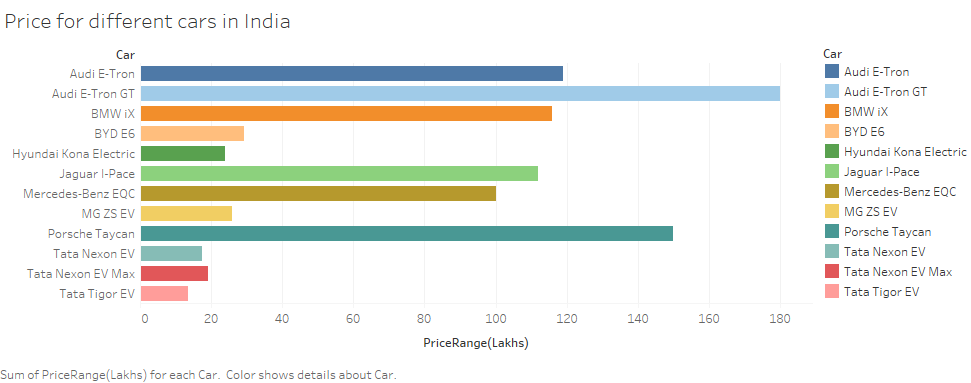 Price for different cars in India
Car
Audi E-Tron
Audi E-Tron GT
BMW iX
BYD E6
Hyundai Kona Electric
Jaguar I-Pace
Mercedes-Benz EQC
MG ZS EV
Porsche Taycan
Tata Nexon EV
Tata Nexon EV Max
Tata Tigor EV
0 20 40 60 80 100 120 140 160 180
PriceRange(Lakhs)
Car
Audi E-Tron
Audi E-Tron GT
BMW iX
BYD E6
Hyundai Kona Electric
Jaguar I-Pace
Mercedes-Benz EQC
MG ZS EV
Porsche Taycan
Tata Nexon EV
Tata Nexon EV Max
Tata Tigor EV
Sum of PriceRange(Lakhs) for each Car. Color shows details about Car.